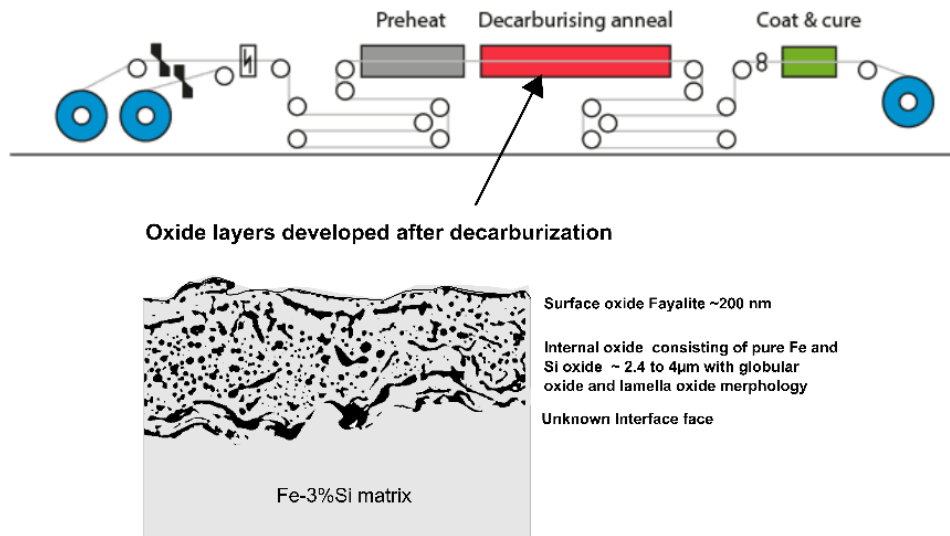 Preheat
Decarburising anneal
Coat & cure
Oxide layers developed after decarburization
Surface oxide Fayalite ~200 nm
Internal oxide consisting of pure Fe and
Si oxide ~ 2.4 to 4µm with globular
oxide and lamella oxide merphology
Unknown Interface face
Fe-3%Si matrix